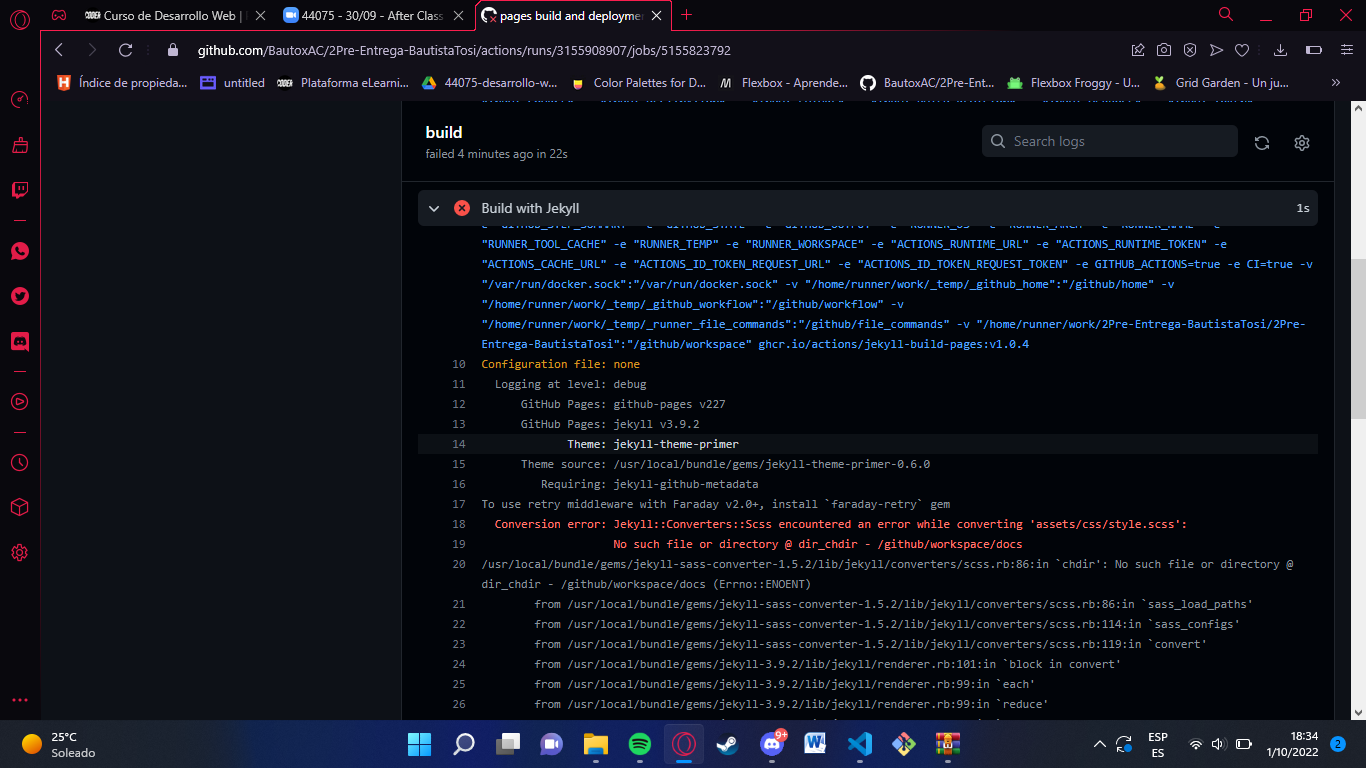 CODER Curso de Desarrollo Web |
44075 - 30/09 - After Class
pages build and deployme
github.com/BautoxAC/2Pre-Entrega-BautistaTosi/actions/runs/3155908907/jobs/5155823792
Índice de propieda...
untitled
CODER Plataforma eLearni...
44075-desarrollo-w...
Color Palettes for D...
Flexbox - Aprende...
BautoxAC/2Pre-Ent...
Flexbox Froggy - U...
Grid Garden - Un ju...
»
build
failed 4 minutes ago in 22s
Search logs
Build with Jekyll
1s
"RUNNER_TOOL_CACHE" -e "RUNNER_TEMP" -e "RUNNER_WORKSPACE" -e "ACTIONS_RUNTIME_URL" -e "ACTIONS_RUNTIME_TOKEN" -e
"ACTIONS_CACHE_URL" -e "ACTIONS_ID_TOKEN_REQUEST_URL" -e "ACTIONS_ID_TOKEN_REQUEST_TOKEN" -e GITHUB_ACTIONS=true -e CI=true -v
"/var/run/docker.sock":"/var/run/docker.sock" -v "/home/runner/work/_temp/_github_home":"/github/home" -v
"/home/runner/work/_temp/_github_workflow":"/github/workflow" -v
"/home/runner/work/_temp/_runner_file_commands":"/github/file_commands" -v "/home/runner/work/2Pre-Entrega-BautistaTosi/2Pre-
Entrega-BautistaTosi":"/github/workspace" ghcr.io/actions/jekyll-build-pages:v1.0.4
10 Configuration file: none
11 Logging at level: debug
12 GitHub Pages: github-pages v227
13 GitHub Pages: jekyll v3.9.2
14 Theme: jekyll-theme-primer
15 Theme source: /usr/local/bundle/gems/jekyll-theme-primer-0.6.0
16 Requiring: jekyll-github-metadata
17 To use retry middleware with Faraday v2.0+, install `faraday-retry` gem
18 Conversion error: Jekyll::Converters::Scss encountered an error while converting 'assets/css/style.scss':
19 No such file or directory @ dir_chdir - /github/workspace/docs
20 /usr/local/bundle/gems/jekyll-sass-converter-1.5.2/lib/jekyll/converters/scss.rb:86:in `chdir': No such file or directory @
dir_chdir - /github/workspace/docs (Errno::ENOENT)
21 from /usr/local/bundle/gems/jekyll-sass-converter-1.5.2/lib/jekyll/converters/scss.rb:86:in `sass_load_paths'
22 from /usr/local/bundle/gems/jekyll-sass-converter-1.5.2/lib/jekyll/converters/scss.rb:114:in `sass_configs'
23 from /usr/local/bundle/gems/jekyll-sass-converter-1.5.2/lib/jekyll/converters/scss.rb:119:in `convert'
24 from /usr/local/bundle/gems/jekyll-3.9.2/lib/jekyll/renderer.rb:101:in `block in convert'
25 from /usr/local/bundle/gems/jekyll-3.9.2/lib/jekyll/renderer.rb:99:in `each'
26 from /usr/local/bundle/gems/jekyll-3.9.2/lib/jekyll/renderer.rb:99:in `reduce'
25°C
Soleado
9+
ESP
ES
18:34
1/10/2022
2